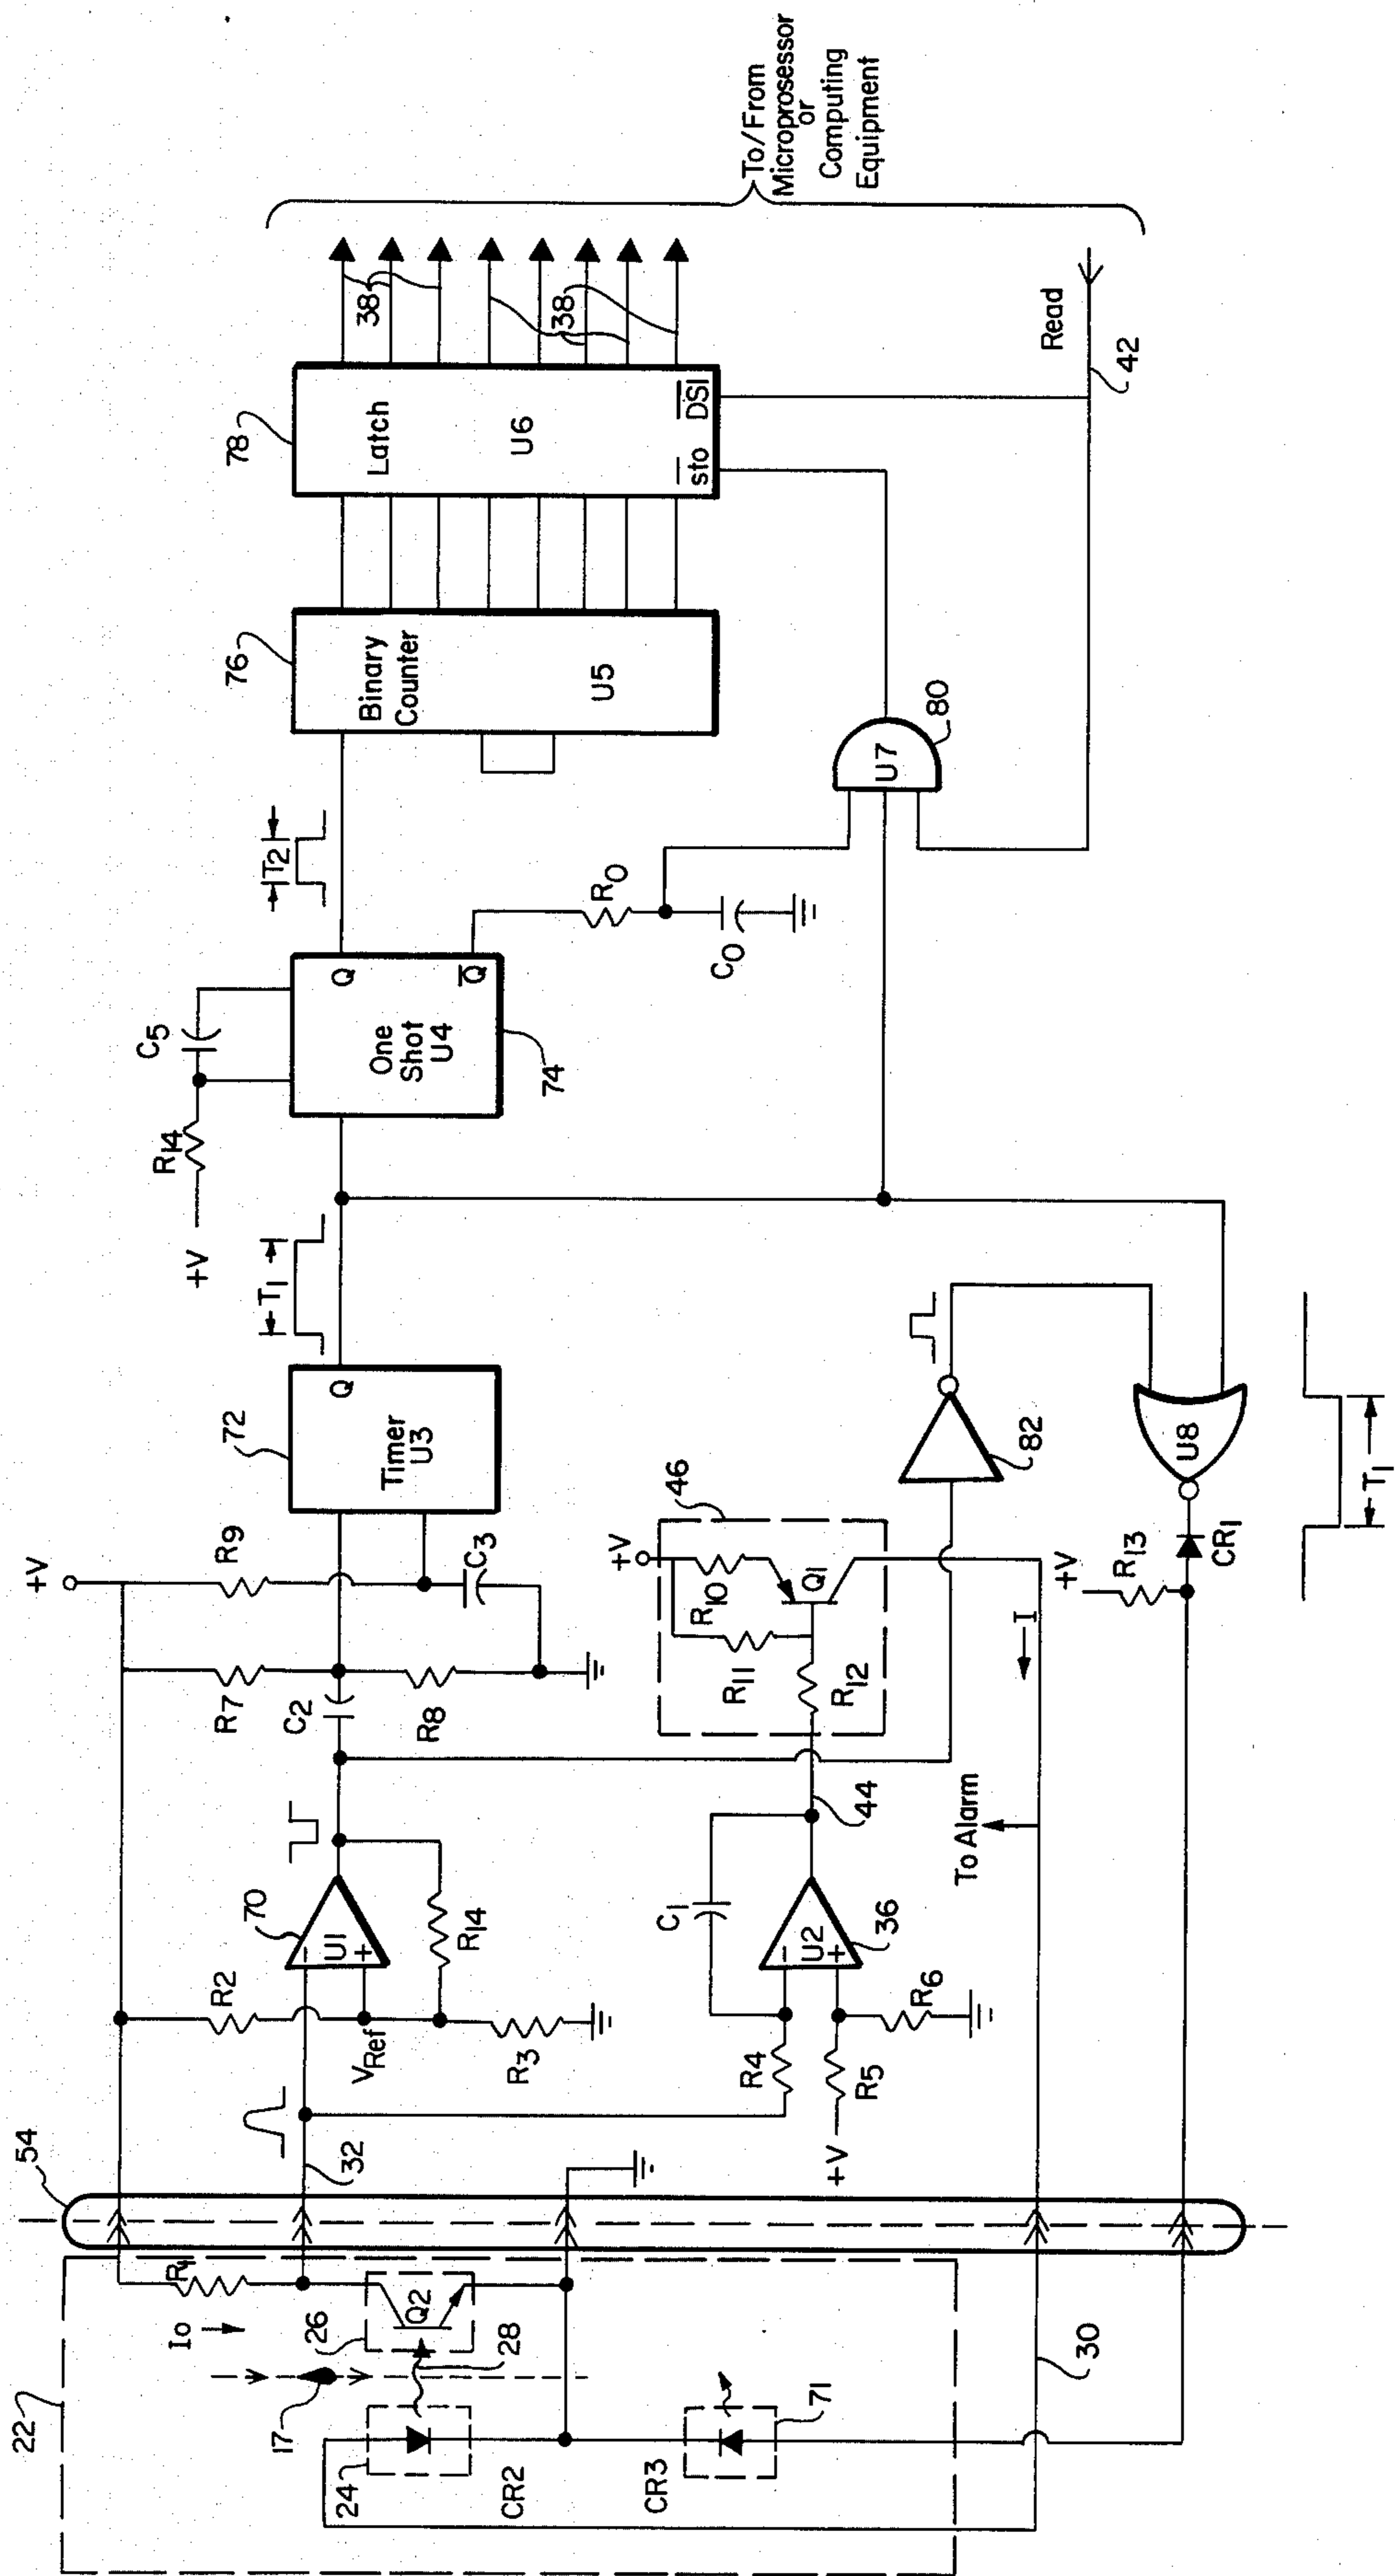 22
54
+V
17
Io
R1
26
Q2
28
24
CR2
CR3
71
30
32
R2
VRef
R3
70
U1
-
+
R14
R4
+V
R5
R6
C1
U2
-
+
36
44
To Alarm
I
R7
C2
R8
R9
C3
72
Timer
U3
Q
T1
46
+V
R10
R11
R12
Q1
82
U8
CR1
R13
+V
T1
+V
R14
C5
One
Shot
U4
Q
Q̅
74
T2
RO
CO
76
Binary
Counter
U5
U7
80
78
Latch
U6
s̅t̅o̅
D̅S̅I̅
38
38
Read
42
To/From
Microprosessor
or
Computing
Equipment